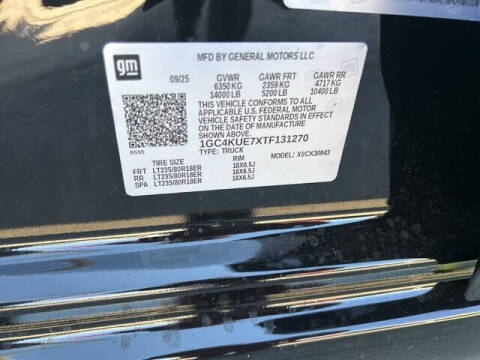 gm
MFD BY GENERAL MOTORS LLC
09/25 GVWR GAWR FRT GAWR RR
6350 KG 2359 KG 4717 KG
14000 LB 5200 LB 10400 LB
THIS VEHICLE CONFORMS TO ALL
APPLICABLE U.S. FEDERAL MOTOR
VEHICLE SAFETY STANDARDS IN EFFECT
ON THE DATE OF MANUFACTURE
SHOWN ABOVE.
1GC4KUE7XTF131270
TYPE: TRUCK
8555
MODEL: X0CK30943
TIRE SIZE RIM
FRT LT235/80R18ER 18X6.5J
RR LT235/80R18ER 18X6.5J
SPA LT235/80R18ER 18X6.5J